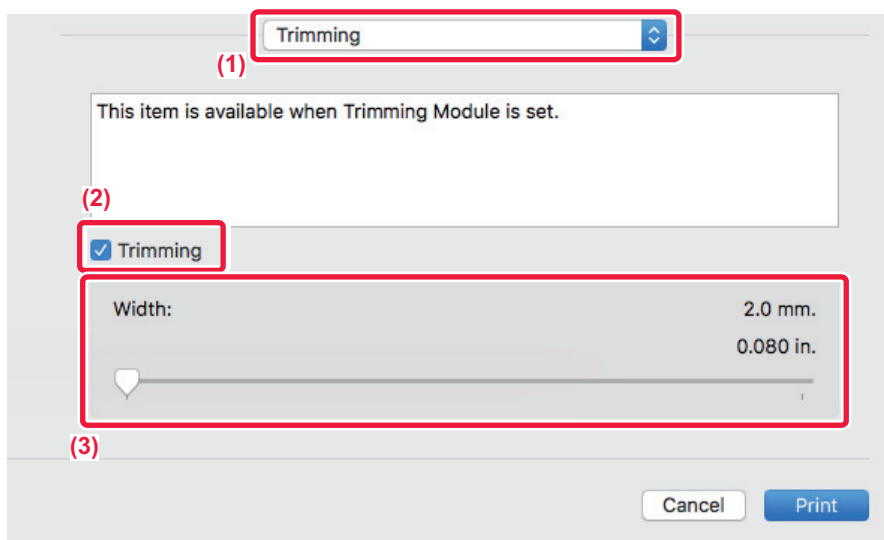 Trimming
(1)
This item is available when Trimming Module is set.
(2)
Trimming
Width:
2.0 mm.
0.080 in.
(3)
Cancel
Print